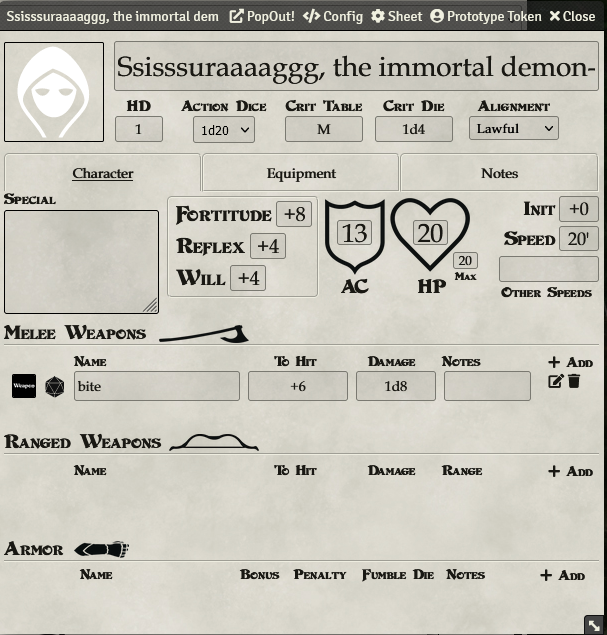 Ssisssuraaaaggg, the immortal dem PopOut! Config Sheet Prototype Token Close
Ssisssuraaaaggg, the immortal demon-
HD Action Dice Crit Table Crit Die Alignment
1 1d20 M 1d4 Lawful
Character Equipment Notes
Special
Fortitude +8
Reflex +4
Will +4
13
AC
20
HP
20
Max
Init +0
Speed 20'
Other Speeds
Melee Weapons
Name To Hit Damage Notes + Add
Weapon bite +6 1d8
Ranged Weapons
Name To Hit Damage Range + Add
Armor
Name Bonus Penalty Fumble Die Notes + Add